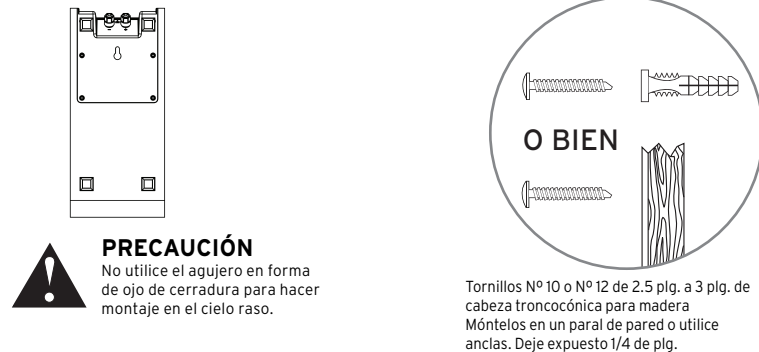 PRECAUCIÓN
No utilice el agujero en forma
de ojo de cerradura para hacer
montaje en el cielo raso.
O BIEN
Tornillos Nº 10 o Nº 12 de 2.5 plg. a 3 plg. de
cabeza troncocónica para madera
Móntelos en un paral de pared o utilice
anclas. Deje expuesto 1/4 de plg.